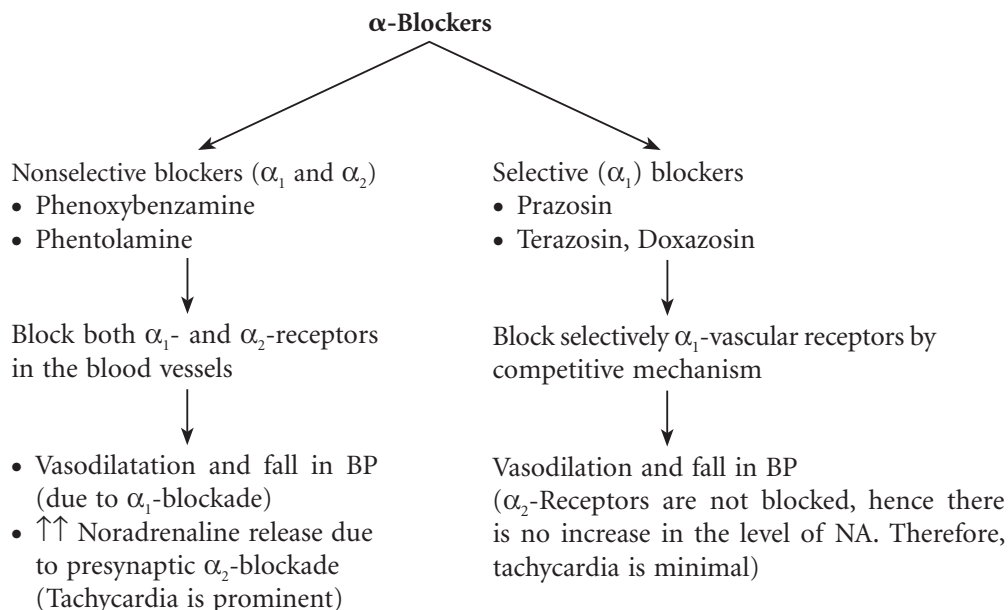 α-Blockers
Nonselective blockers (α₁ and α₂)
• Phenoxybenzamine
• Phentolamine
Block both α₁- and α₂-receptors
in the blood vessels
• Vasodilatation and fall in BP
(due to α₁-blockade)
• ↑↑ Noradrenaline release due
to presynaptic α₂-blockade
(Tachycardia is prominent)
Selective (α₁) blockers
• Prazosin
• Terazosin, Doxazosin
Block selectively α₁-vascular receptors by
competitive mechanism
Vasodilation and fall in BP
(α₂-Receptors are not blocked, hence there
is no increase in the level of NA. Therefore,
tachycardia is minimal)